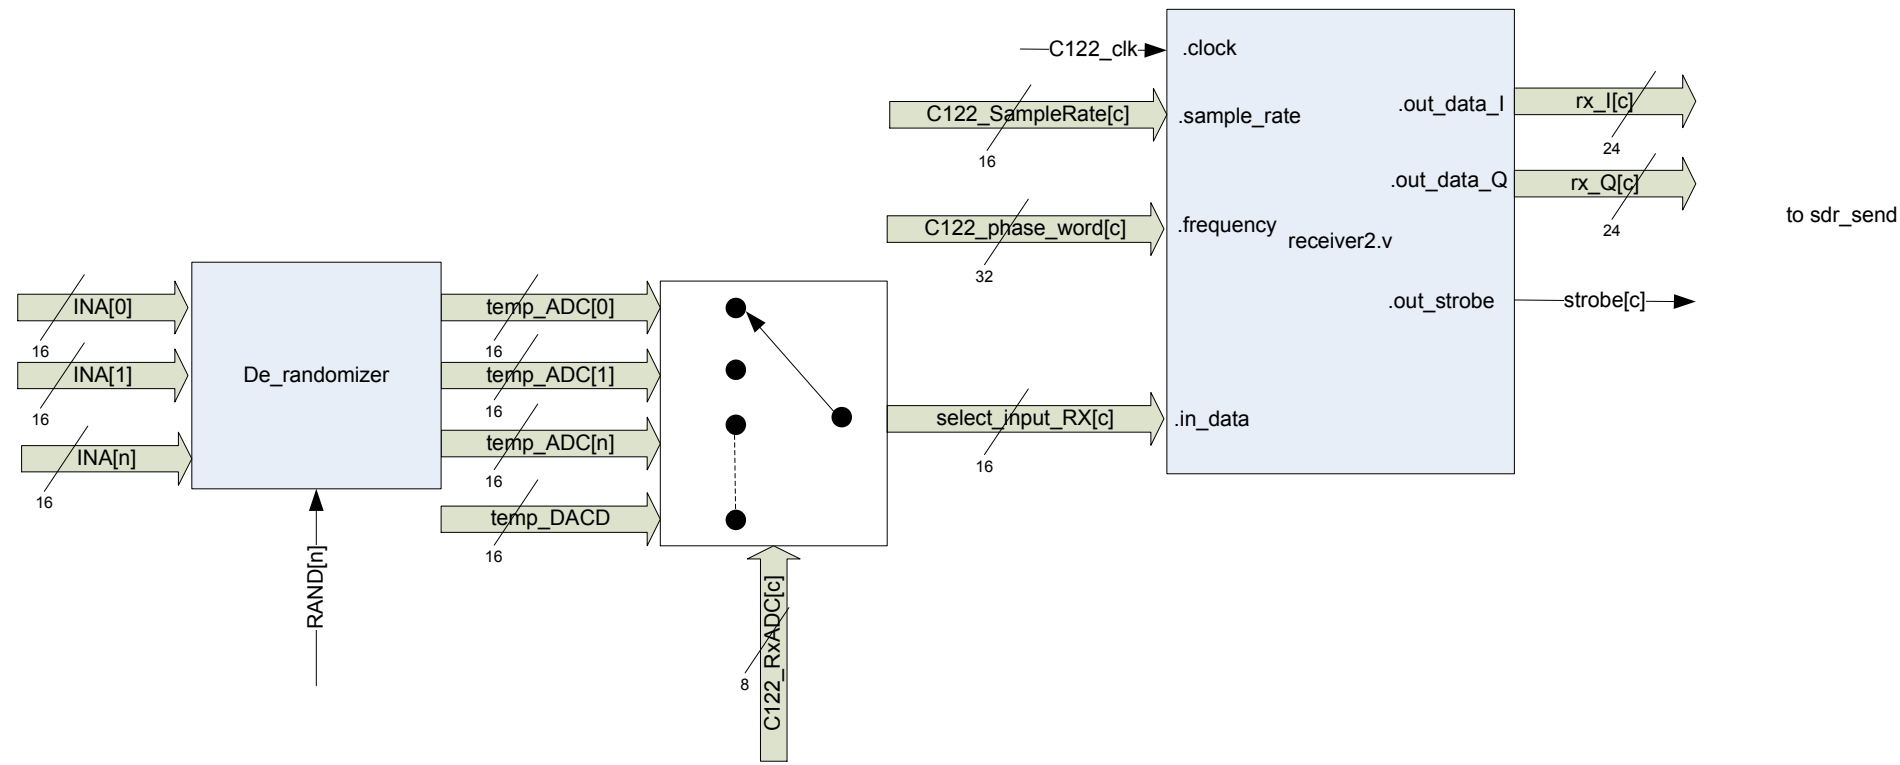 C122_clk
.clock
C122_SampleRate[c]
16
.sample_rate
.out_data_I
rx_I[c]
24
.out_data_Q
rx_Q[c]
24
to sdr_send
C122_phase_word[c]
32
.frequency
receiver2.v
.out_strobe
strobe[c]
INA[0]
16
INA[1]
16
INA[n]
16
De_randomizer
RAND[n]
temp_ADC[0]
16
temp_ADC[1]
16
temp_ADC[n]
16
temp_DACD
16
C122_RxADC[c]
8
select_input_RX[c]
16
.in_data